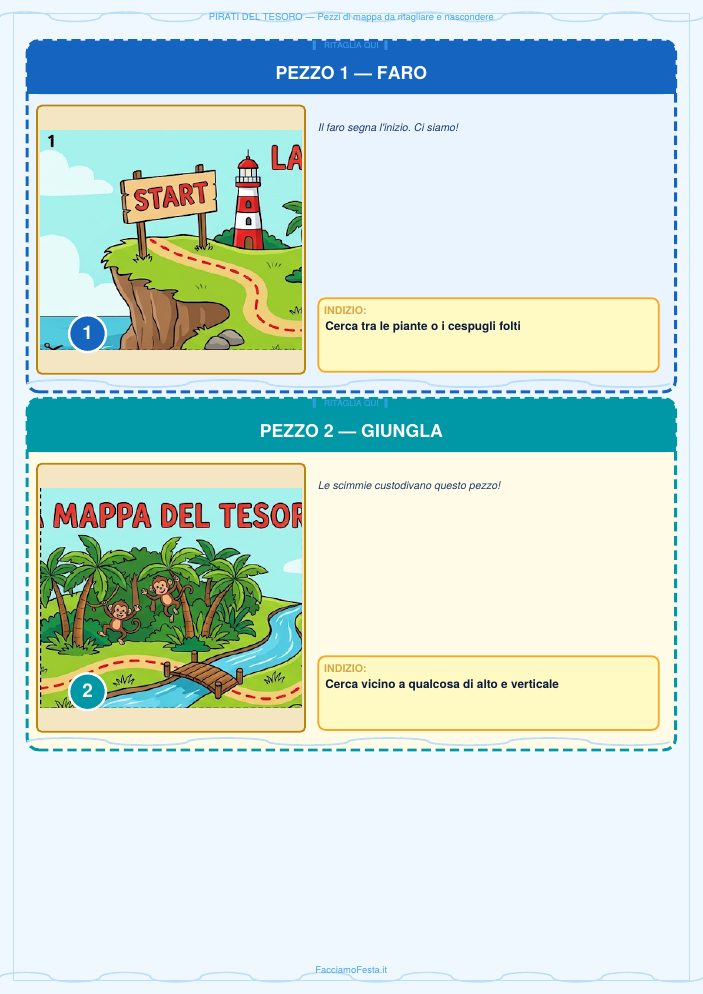 PIRATI DEL TESORO — Pezzi di mappa da ritagliare e nascondere
RITAGLIA QUI
PEZZO 1 — FARO
1
LA
START
Il faro segna l'inizio. Ci siamo!
INDIZIO:
Cerca tra le piante o i cespugli folti
1
RITAGLIA QUI
PEZZO 2 — GIUNGLA
MAPPA DEL TESOR
Le scimmie custodivano questo pezzo!
INDIZIO:
Cerca vicino a qualcosa di alto e verticale
2
FacciamoFesta.it